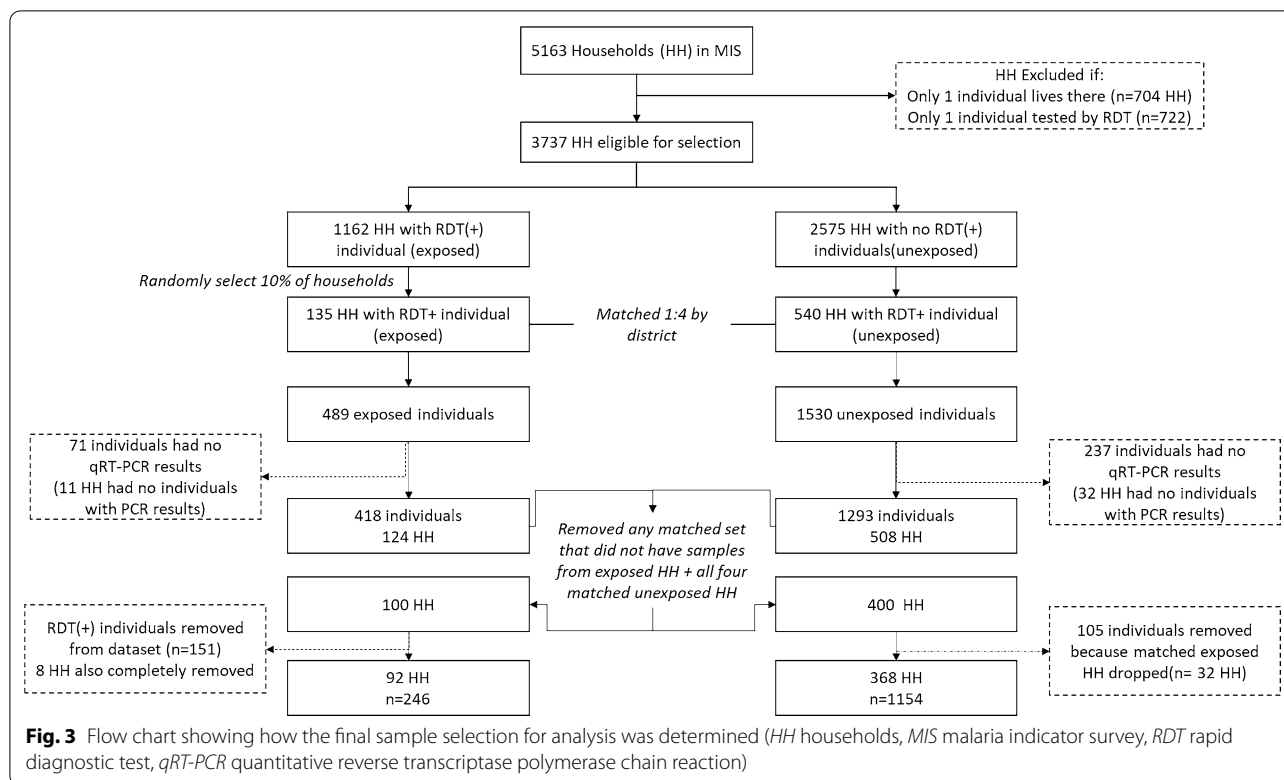 5163 Households (HH) in MIS
HH Excluded if:
Only 1 individual lives there (n=704 HH)
Only 1 individual tested by RDT (n=722)
3737 HH eligible for selection
1162 HH with RDT(+)
individual (exposed)
2575 HH with no RDT(+)
individuals(unexposed)
Randomly select 10% of households
135 HH with RDT+ individual
(exposed)
Matched 1:4 by
district
540 HH with RDT+ individual
(unexposed)
489 exposed individuals
1530 unexposed individuals
71 individuals had no
qRT-PCR results
(11 HH had no individuals
with PCR results)
237 individuals had no
qRT-PCR results
(32 HH had no individuals
with PCR results)
418 individuals
124 HH
Removed any matched set
that did not have samples
from exposed HH + all four
matched unexposed HH
1293 individuals
508 HH
100 HH
400 HH
RDT(+) individuals removed
from dataset (n=151)
8 HH also completely removed
105 individuals removed
because matched exposed
HH dropped(n= 32 HH)
92 HH
n=246
368 HH
n=1154
Fig. 3 Flow chart showing how the final sample selection for analysis was determined (HH households, MIS malaria indicator survey, RDT rapid
diagnostic test, qRT-PCR quantitative reverse transcriptase polymerase chain reaction)